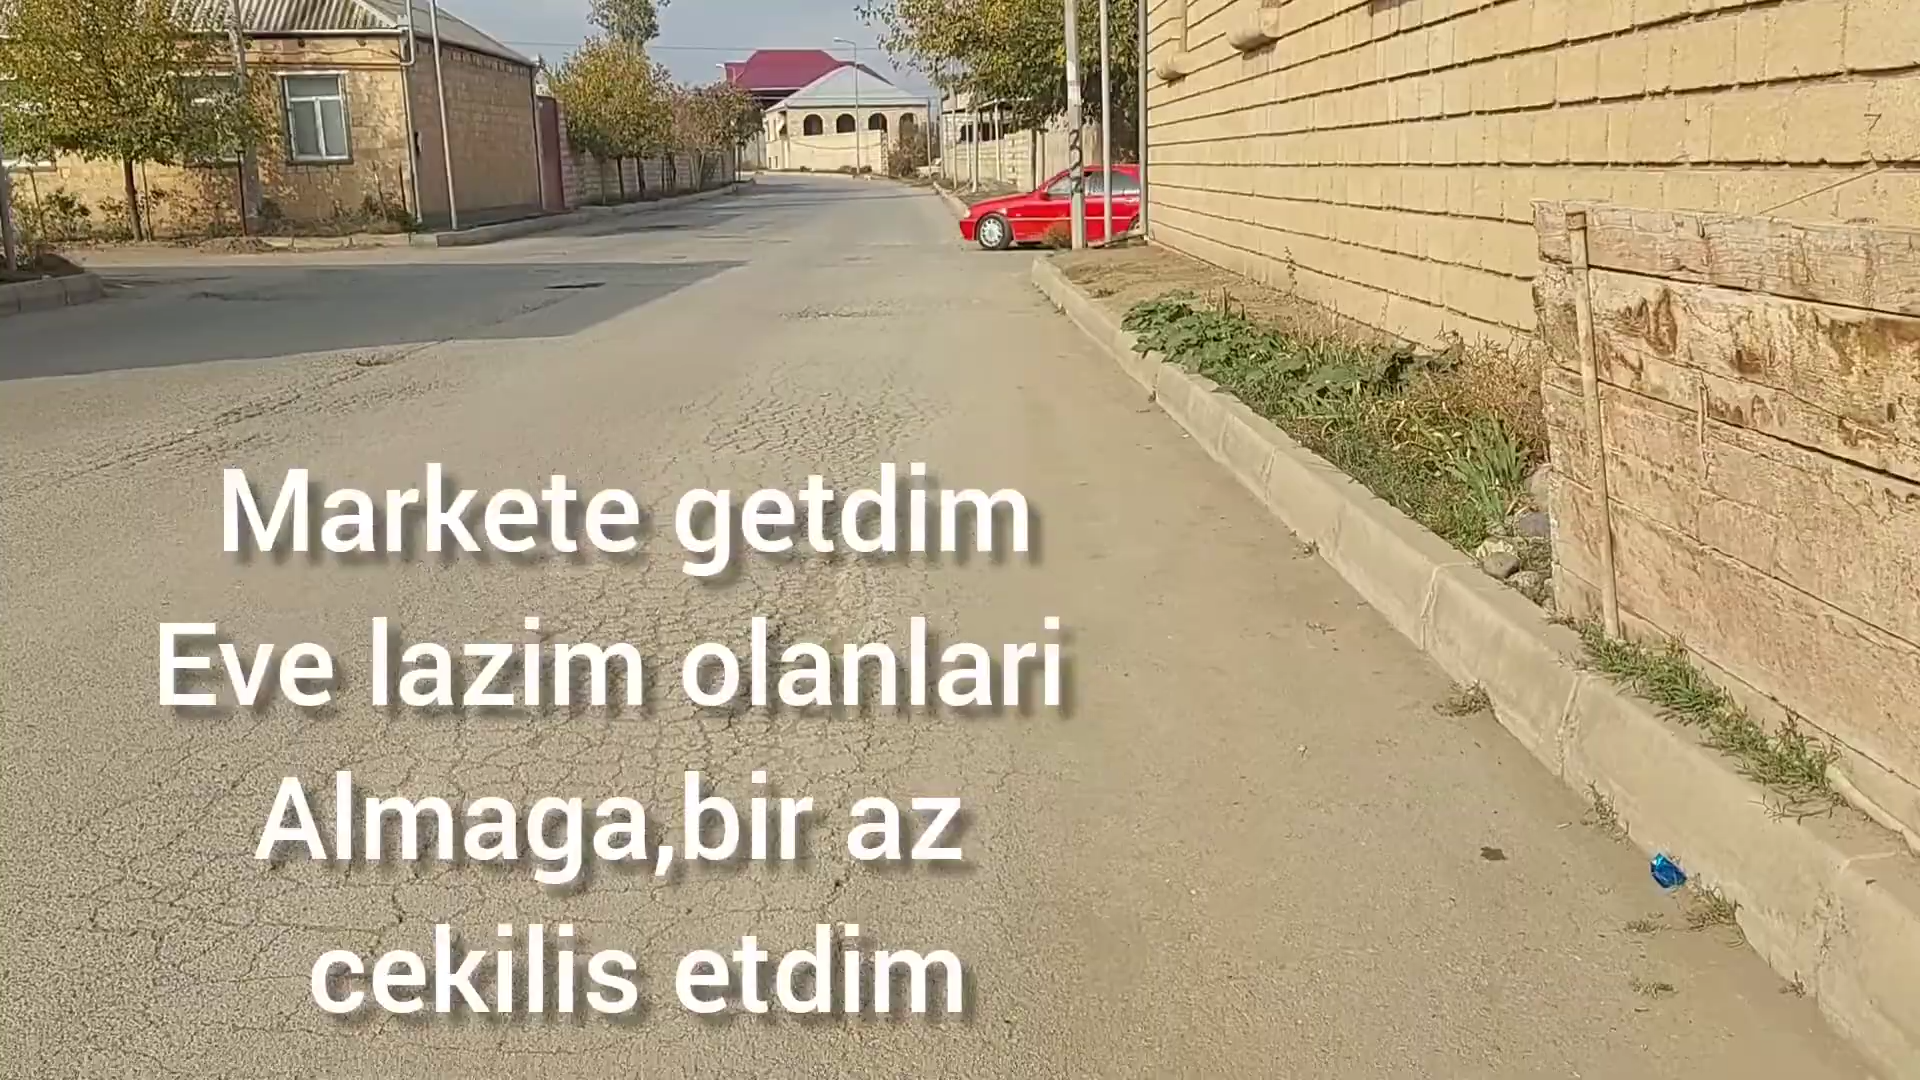 Markete getdim
Eve lazim olanlari
Almaga,bir az
cekilis etdim